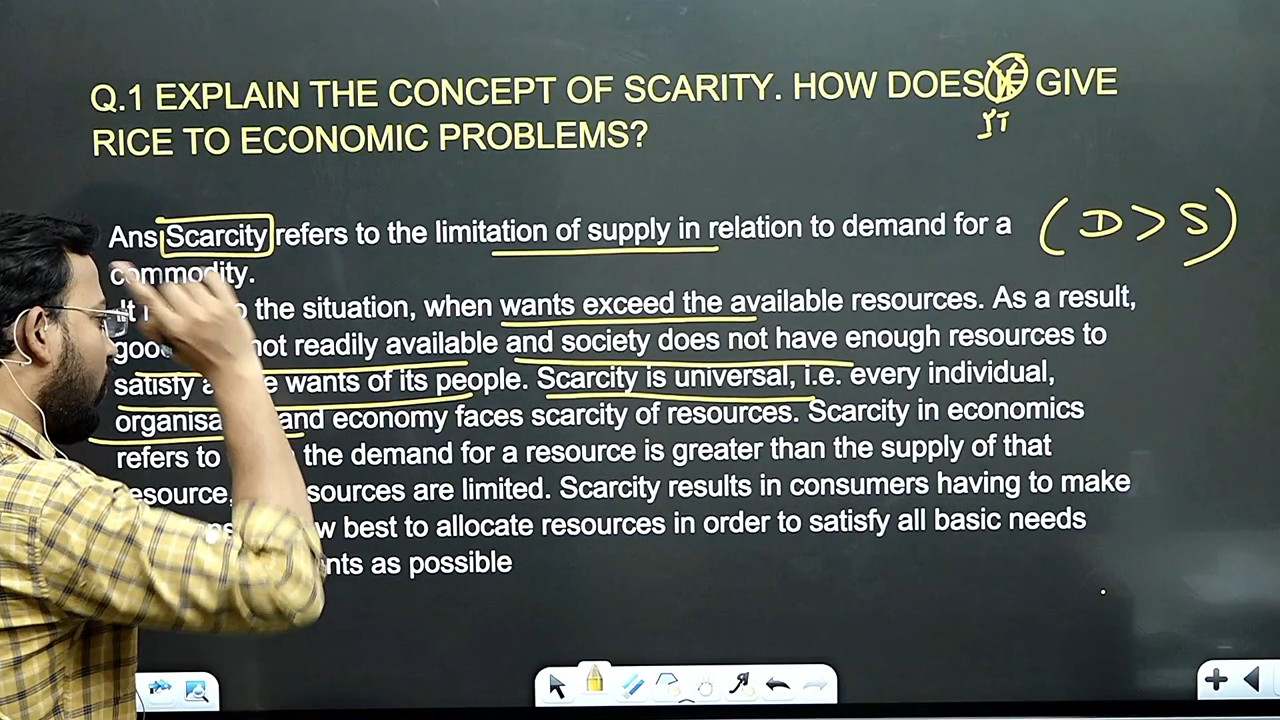 Q.1 EXPLAIN THE CONCEPT OF SCARITY. HOW DOES GIVE
IT
RICE TO ECONOMIC PROBLEMS?
Ans Scarcity refers to the limitation of supply in relation to demand for a (D > S)
commodity.
It the situation, when wants exceed the available resources. As a result,
not readily available and society does not have enough resources to
satisfy wants of its people. Scarcity is universal, i.e. every individual,
and economy faces scarcity of resources. Scarcity in economics
refers to the demand for a resource is greater than the supply of that
resources are limited. Scarcity results in consumers having to make
best to allocate resources in order to satisfy all basic needs
as possible